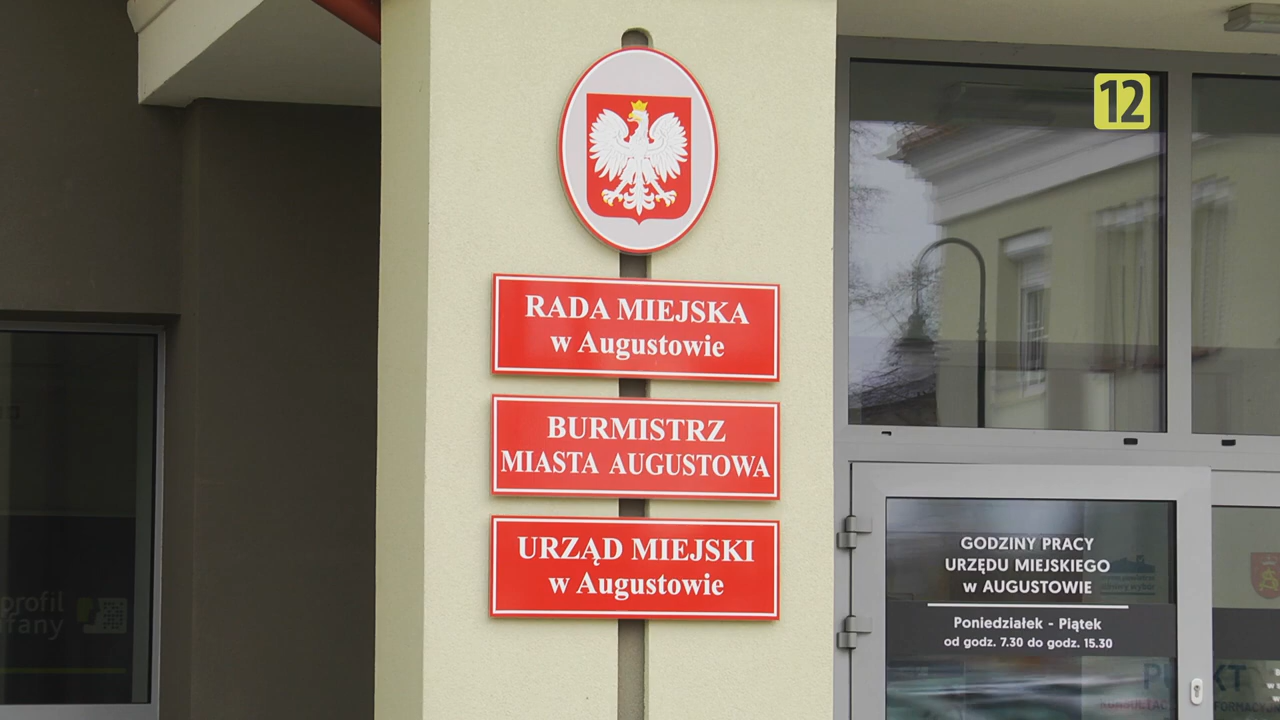 12
RADA MIEJSKA
w Augustowie
BURMISTRZ
MIASTA AUGUSTOWA
URZĄD MIEJSKI
w Augustowie
GODZINY PRACY
URZĘDU MIEJSKIEGO
w AUGUSTOWIE
Poniedziałek - Piątek
od godz. 7.30 do godz. 15.30
profil